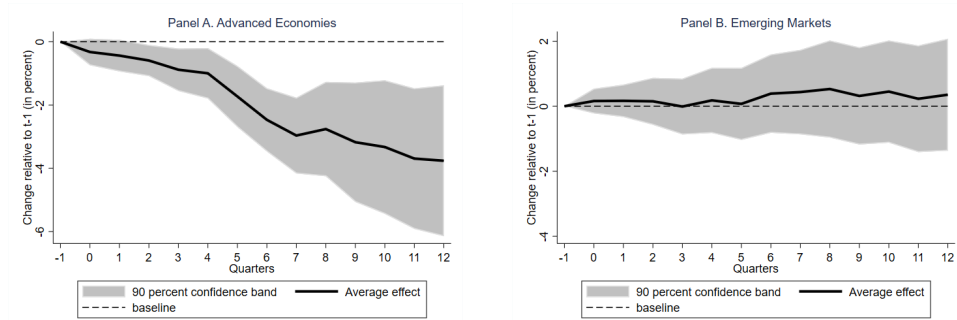 Panel A. Advanced Economies
Change relative to t-1 (in percent)
0
-2
-4
-6
-1 0 1 2 3 4 5 6 7 8 9 10 11 12
Quarters
90 percent confidence band Average effect
baseline
Panel B. Emerging Markets
Change relative to t-1 (in percent)
2
0
-2
-4
-1 0 1 2 3 4 5 6 7 8 9 10 11 12
Quarters
90 percent confidence band Average effect
baseline